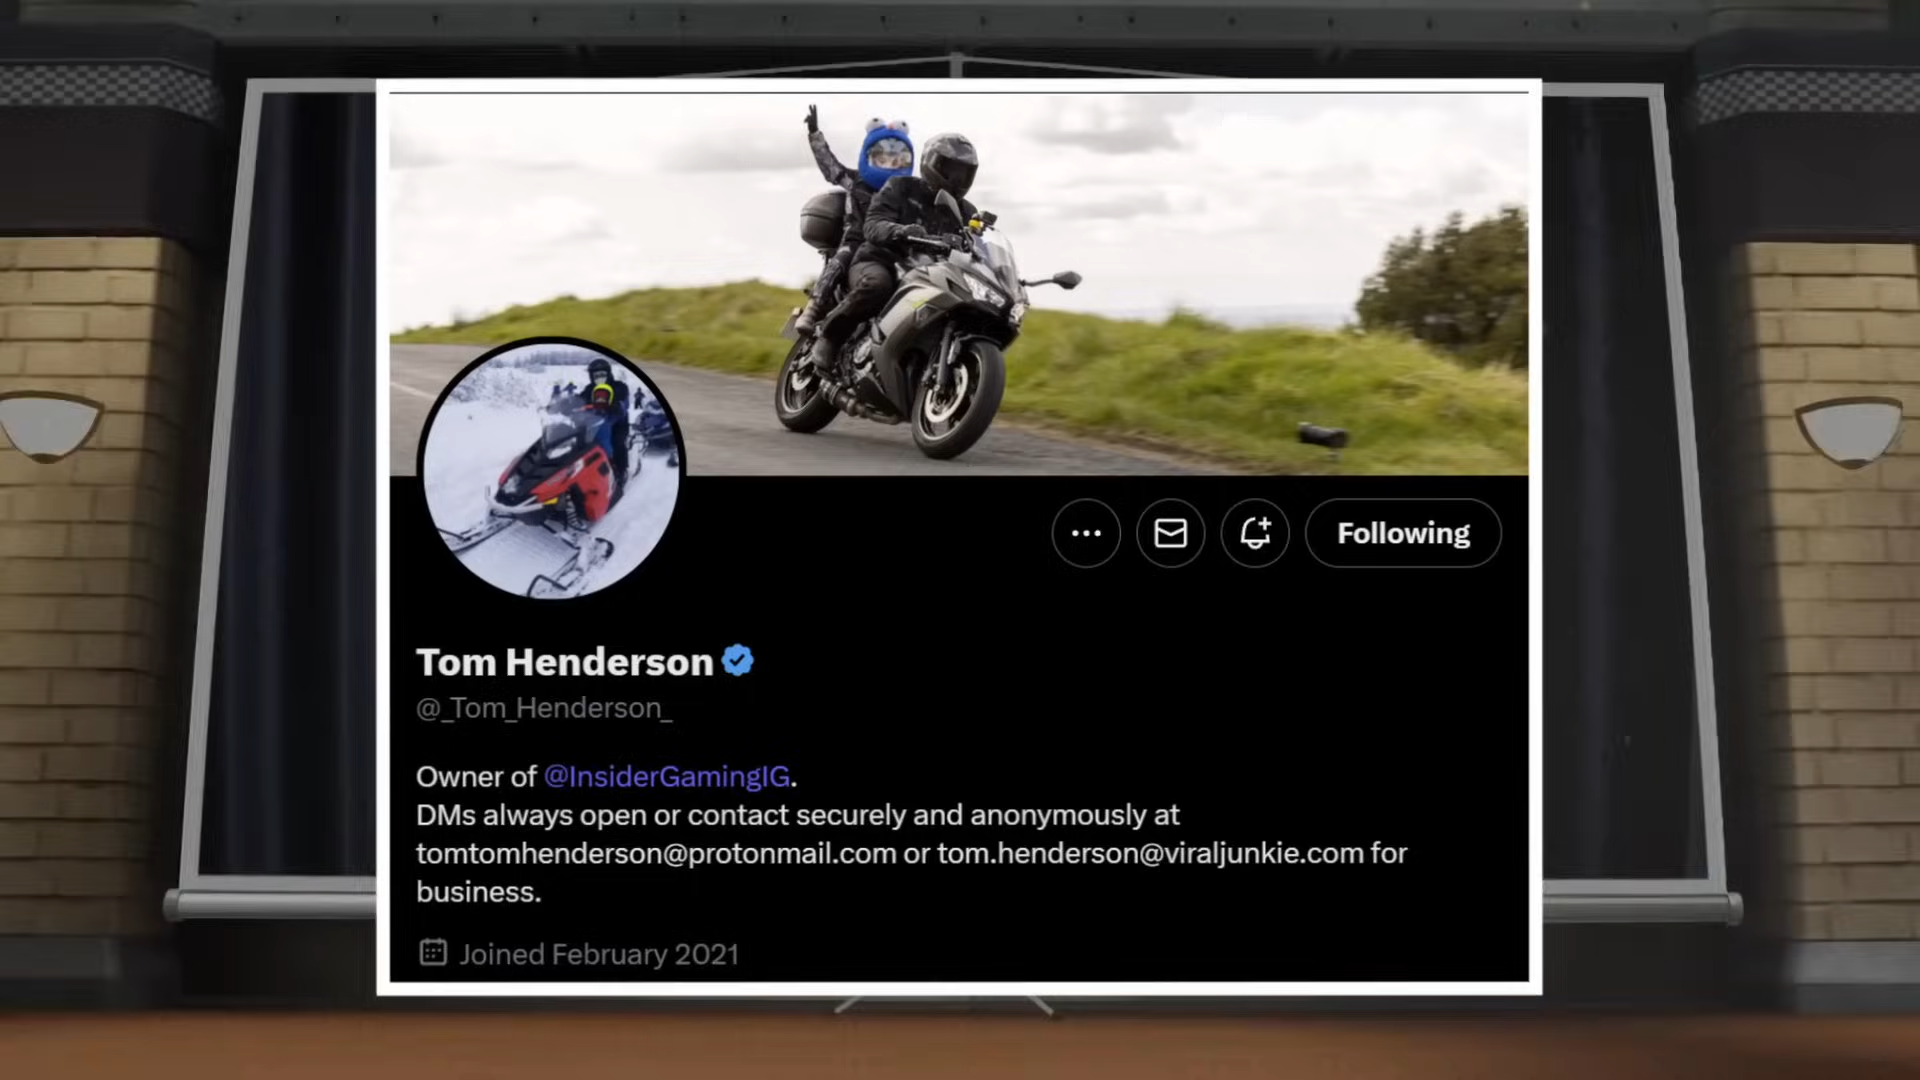 Following
Tom Henderson
@_Tom_Henderson_
Owner of @InsiderGamingIG.
DMs always open or contact securely and anonymously at
tomtomhenderson@protonmail.com or tom.henderson@viraljunkie.com for
business.
Joined February 2021